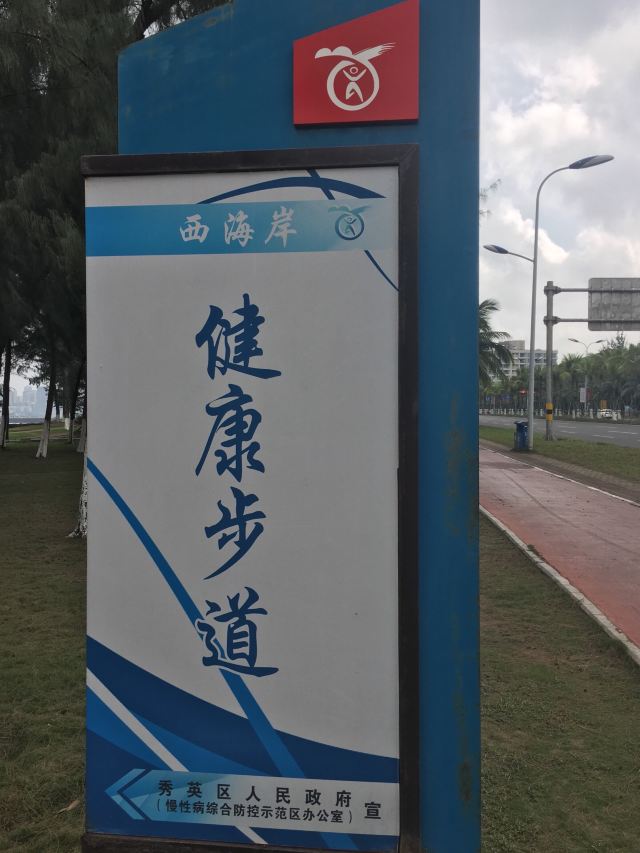 西海岸
健康步道
秀英区人民政府 宣
（慢性病综合防控示范区办公室）